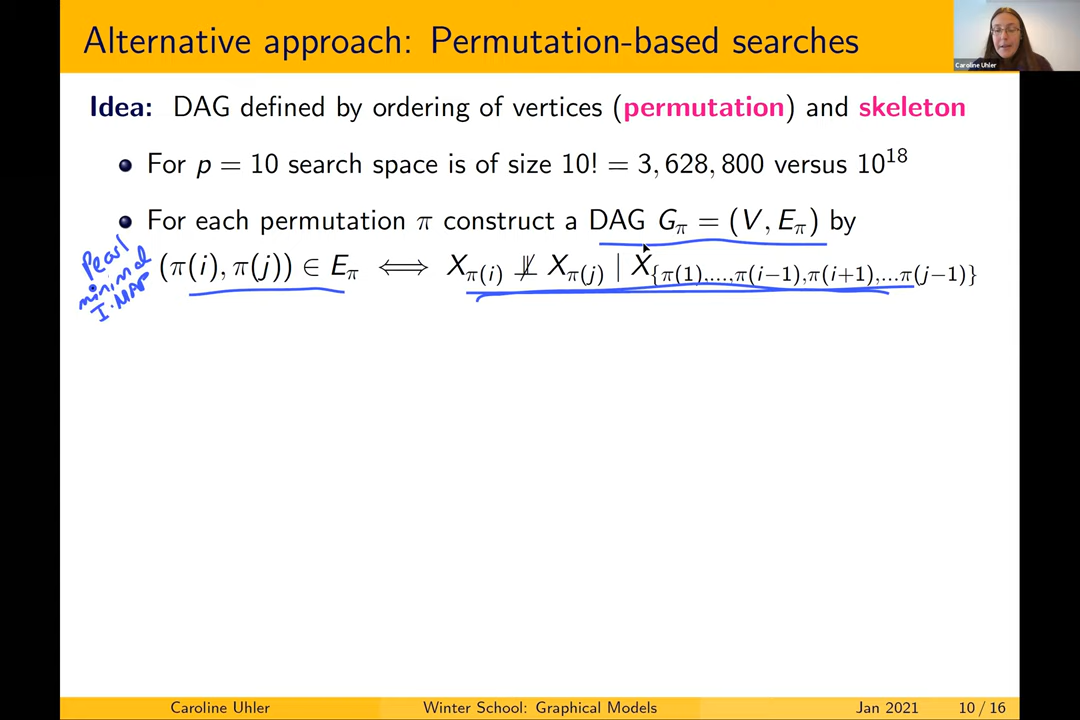 Alternative approach: Permutation-based searches
Caroline Uhler
Idea: DAG defined by ordering of vertices (permutation) and skeleton
For p = 10 search space is of size 10! = 3, 628, 800 versus 10^18
For each permutation π construct a DAG G_π = (V, E_π) by
Pearl
minimal
I-MAP
(π(i), π(j)) ∈ E_π ⟺ X_π(i) ⫫̸ X_π(j) | X_{π(1),...,π(i−1),π(i+1),...π(j−1)}
Caroline Uhler Winter School: Graphical Models Jan 2021 10 / 16